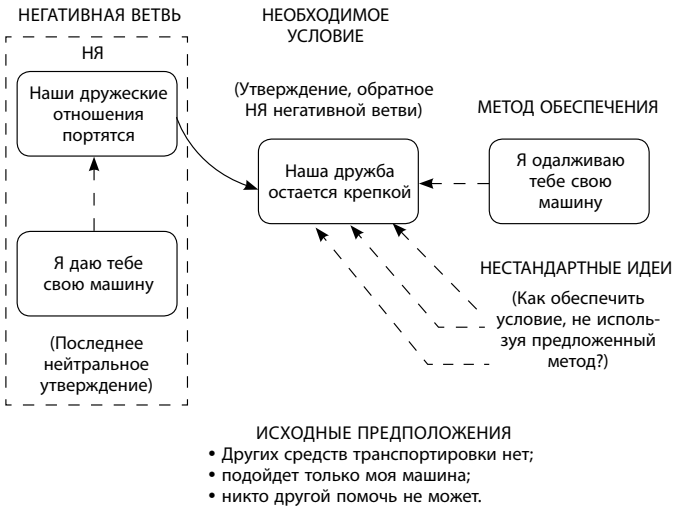 НЕГАТИВНАЯ ВЕТВЬ
НЯ
Наши дружеские
отношения
портятся
Я даю тебе
свою машину
(Последнее
нейтральное
утверждение)
НЕОБХОДИМОЕ
УСЛОВИЕ
(Утверждение, обратное
НЯ негативной ветви)
Наша дружба
остается крепкой
МЕТОД ОБЕСПЕЧЕНИЯ
Я одалживаю
тебе свою
машину
НЕСТАНДАРТНЫЕ ИДЕИ
(Как обеспечить
условие, не исполь-
зуя предложенный
метод?)
ИСХОДНЫЕ ПРЕДПОЛОЖЕНИЯ
• Других средств транспортировки нет;
• подойдет только моя машина;
• никто другой помочь не может.